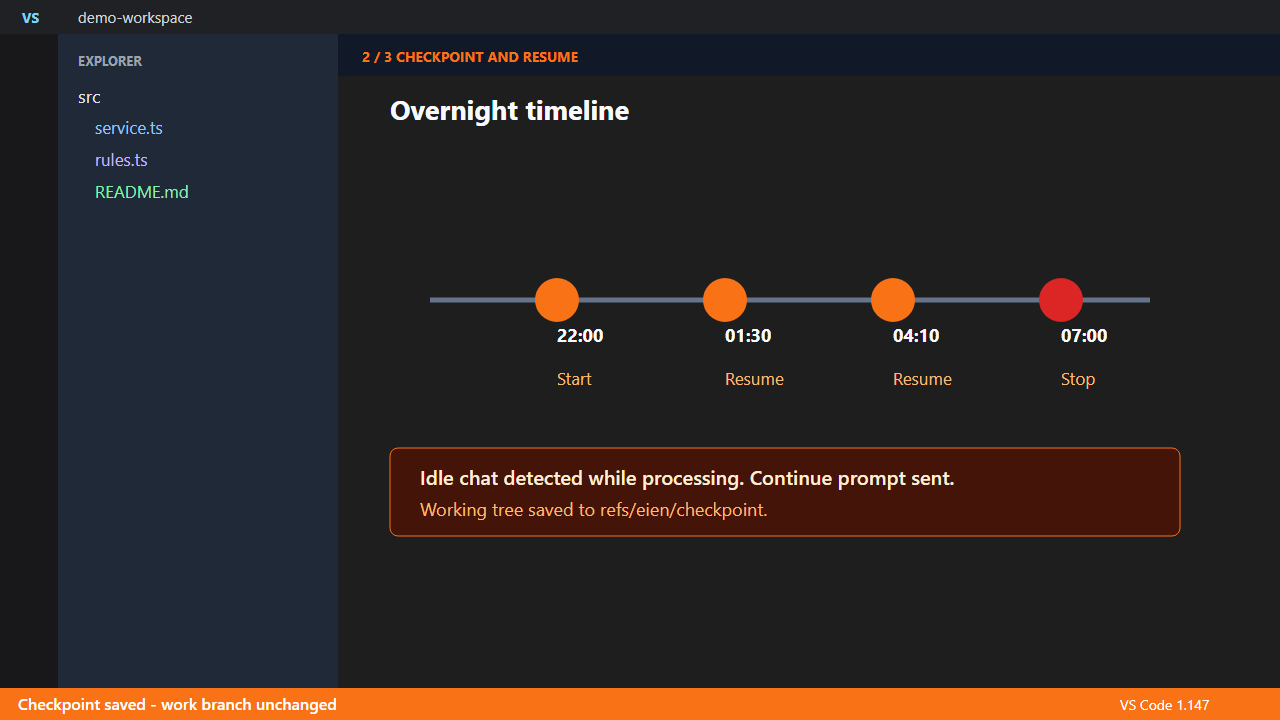 VS demo-workspace
EXPLORER
src
service.ts
rules.ts
README.md
2 / 3 CHECKPOINT AND RESUME
Overnight timeline
22:00 01:30 04:10 07:00
Start Resume Resume Stop
Idle chat detected while processing. Continue prompt sent.
Working tree saved to refs/eien/checkpoint.
Checkpoint saved - work branch unchanged VS Code 1.147